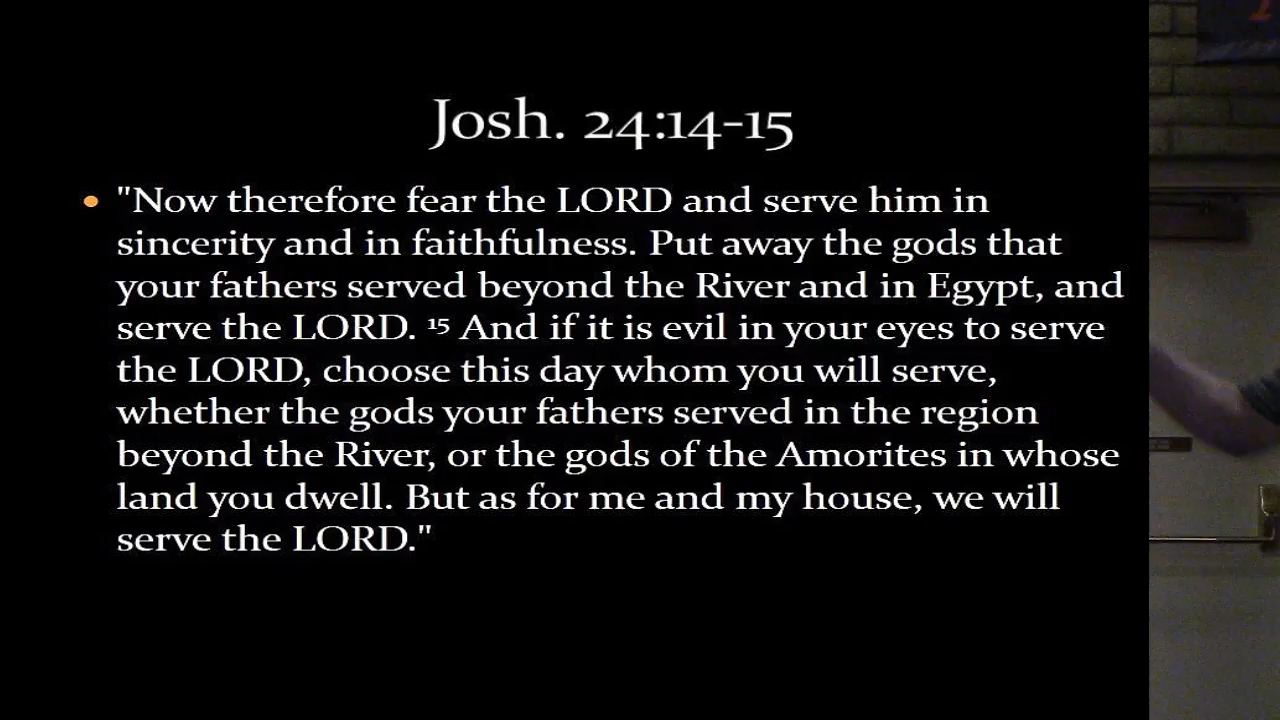 Josh. 24:14-15
• "Now therefore fear the LORD and serve him in
sincerity and in faithfulness. Put away the gods that
your fathers served beyond the River and in Egypt, and
serve the LORD. ¹⁵ And if it is evil in your eyes to serve
the LORD, choose this day whom you will serve,
whether the gods your fathers served in the region
beyond the River, or the gods of the Amorites in whose
land you dwell. But as for me and my house, we will
serve the LORD."